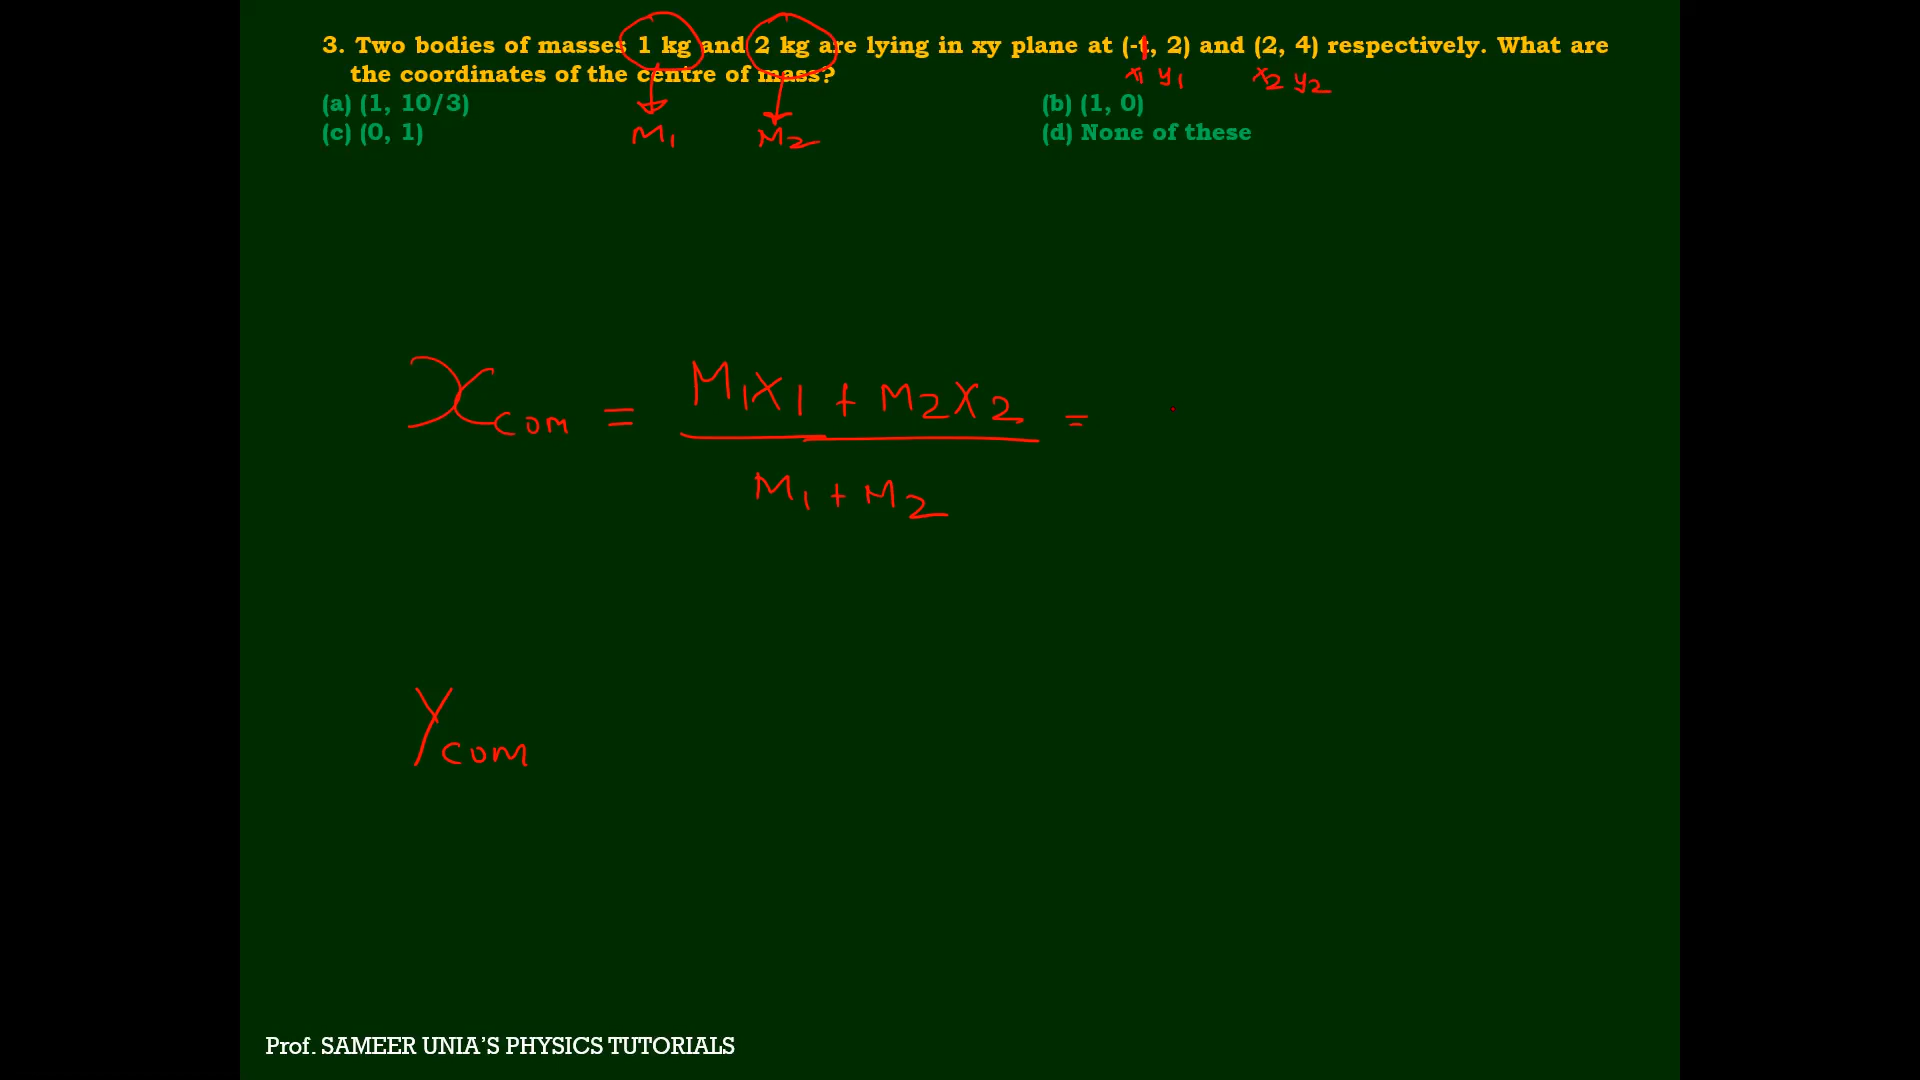 3. Two bodies of masses 1 kg and 2 kg are lying in xy plane at (-1, 2) and (2, 4) respectively. What are
the coordinates of the centre of mass?
x1 y1 x2 y2
(a) (1, 10/3) (b) (1, 0)
(c) (0, 1) (d) None of these
M1 M2
XCOM = M1X1 + M2X2 =
M1 + M2
YCOM
Prof. SAMEER UNIA'S PHYSICS TUTORIALS